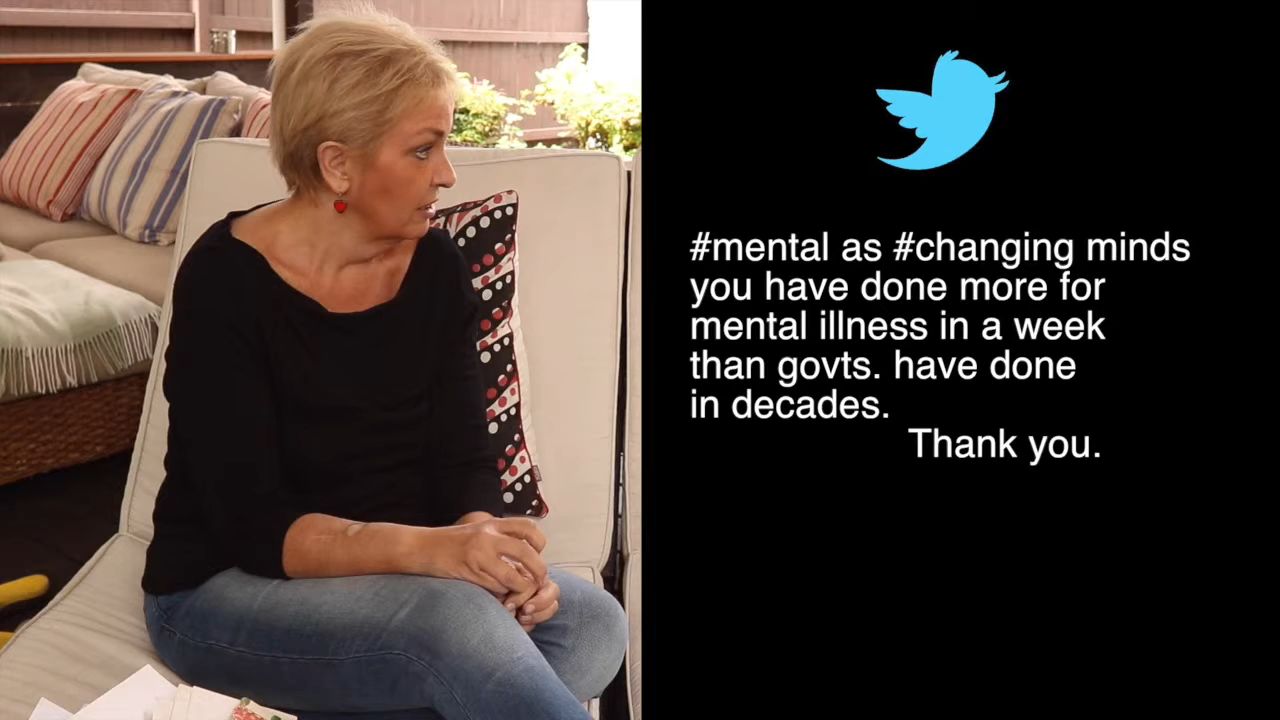 #mental as #changing minds
you have done more for
mental illness in a week
than govts. have done
in decades.
Thank you.